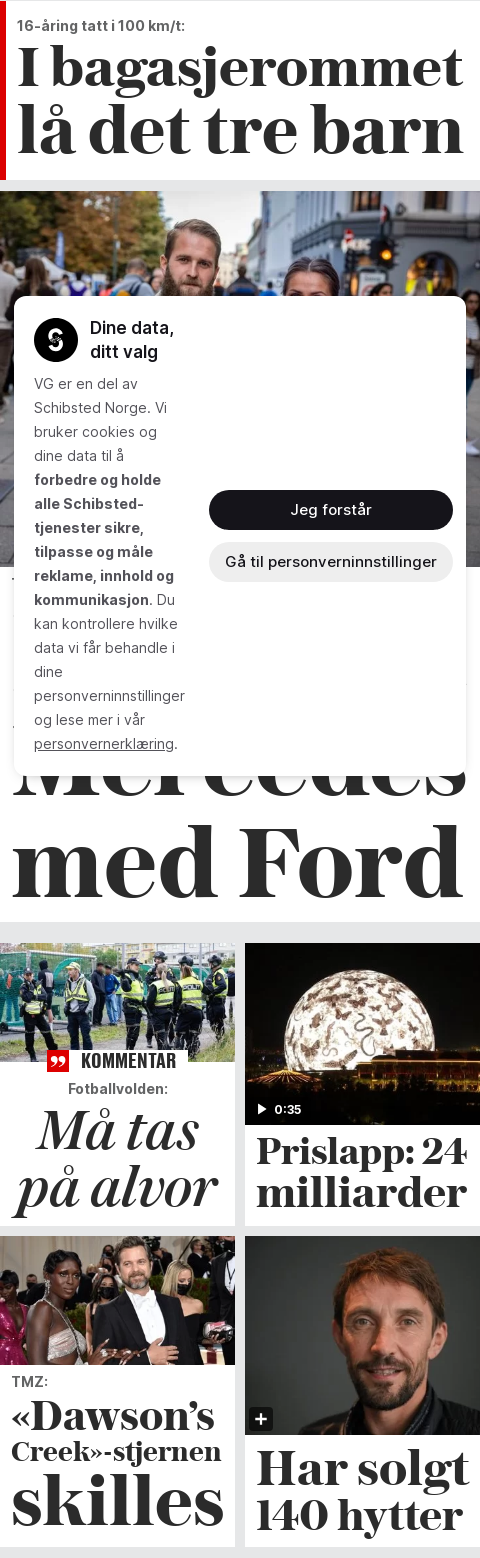 16-åring tatt i 100 km/t:
I bagasjerommet
lå det tre barn
Dine data,
ditt valg
VG er en del av
Schibsted Norge. Vi
bruker cookies og
dine data til å
forbedre og holde
alle Schibsted-
tjenester sikre,
tilpasse og måle
reklame, innhold og
kommunikasjon. Du
kan kontrollere hvilke
data vi får behandle i
dine
personverninnstillinger
og lese mer i vår
personvernerklæring.
Jeg forstår
Gå til personverninnstillinger
Mercedes
med Ford
KOMMENTAR
Fotballvolden:
Må tas
på alvor
0:35
Prislapp: 24
milliarder
TMZ:
«Dawson's
Creek»-stjernen
skilles
Har solgt
140 hytter